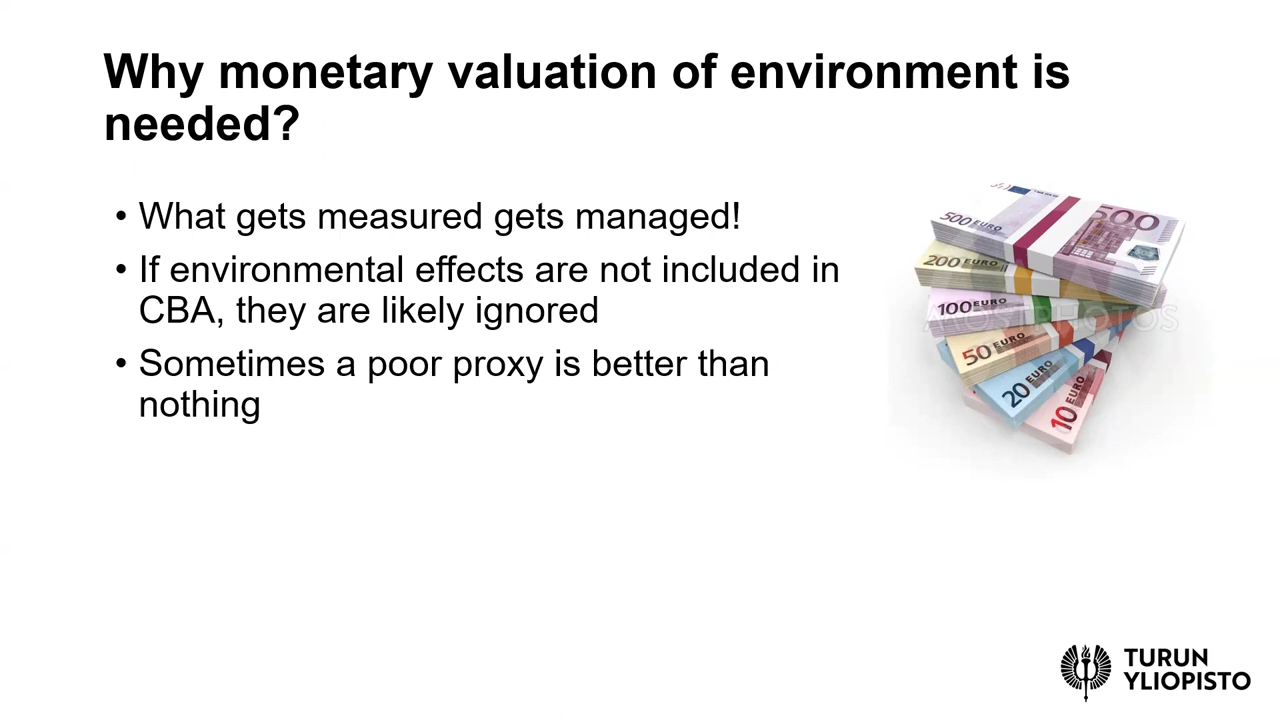 Why monetary valuation of environment is
needed?
• What gets measured gets managed!
• If environmental effects are not included in
CBA, they are likely ignored
• Sometimes a poor proxy is better than
nothing
500 EURO
500
200 EURO
100 EURO
50 EURO
20 EURO
10 EURO
TURUN
YLIOPISTO